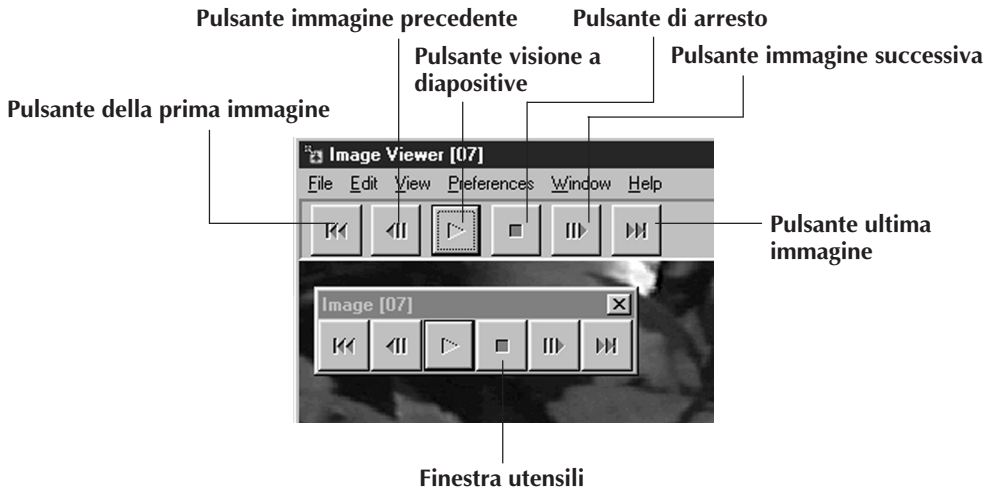 Pulsante immagine precedente
Pulsante di arresto
Pulsante visione a
diapositive
Pulsante immagine successiva
Pulsante della prima immagine
Image Viewer [07]
File Edit View Preferences Window Help
Pulsante ultima
immagine
Image [07]
Finestra utensili